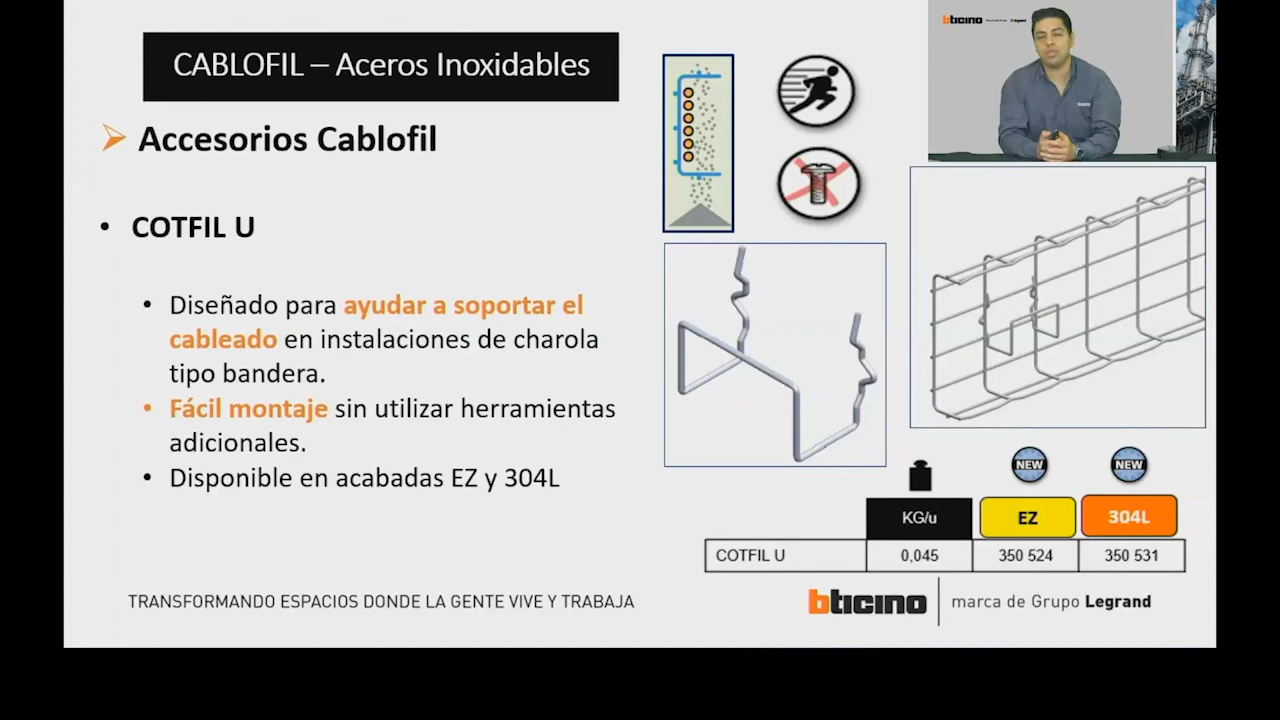 CABLOFIL – Aceros Inoxidables
Accesorios Cablofil
• COTFIL U
• Diseñado para ayudar a soportar el
cableado en instalaciones de charola
tipo bandera.
• Fácil montaje sin utilizar herramientas
adicionales.
• Disponible en acabadas EZ y 304L
bticino
NEW NEW
KG/u EZ 304L
COTFIL U 0,045 350 524 350 531
TRANSFORMANDO ESPACIOS DONDE LA GENTE VIVE Y TRABAJA
bticino marca de Grupo Legrand